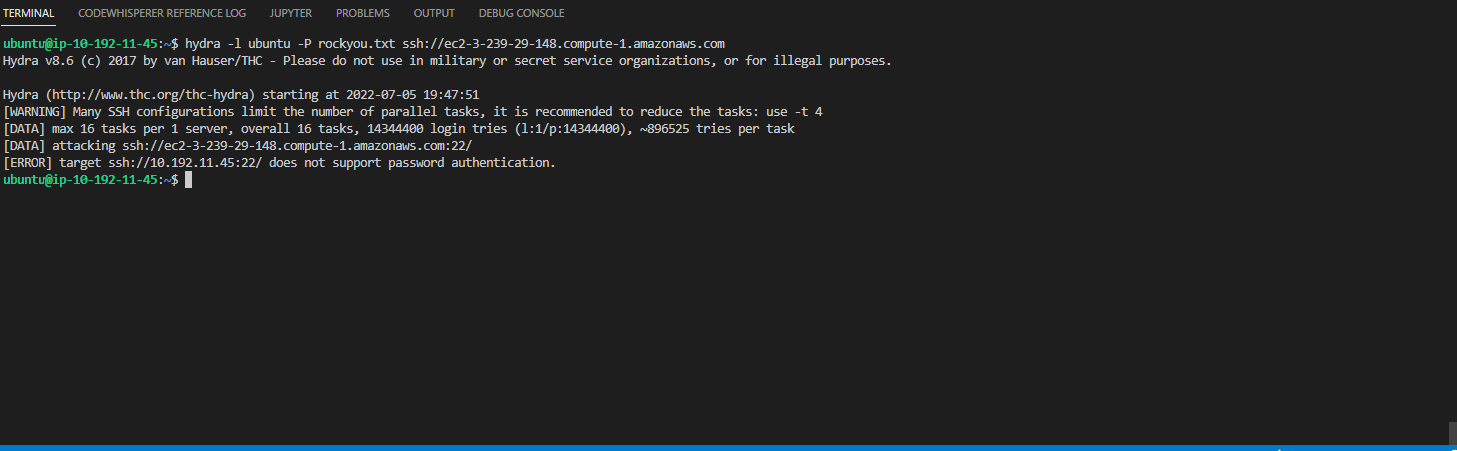 TERMINAL CODEWHISPERER REFERENCE LOG JUPYTER PROBLEMS OUTPUT DEBUG CONSOLE
ubuntu@ip-10-192-11-45:~$ hydra -l ubuntu -P rockyou.txt ssh://ec2-3-239-29-148.compute-1.amazonaws.com
Hydra v8.6 (c) 2017 by van Hauser/THC - Please do not use in military or secret service organizations, or for illegal purposes.
Hydra (http://www.thc.org/thc-hydra) starting at 2022-07-05 19:47:51
[WARNING] Many SSH configurations limit the number of parallel tasks, it is recommended to reduce the tasks: use -t 4
[DATA] max 16 tasks per 1 server, overall 16 tasks, 14344400 login tries (l:1/p:14344400), ~896525 tries per task
[DATA] attacking ssh://ec2-3-239-29-148.compute-1.amazonaws.com:22/
[ERROR] target ssh://10.192.11.45:22/ does not support password authentication.
ubuntu@ip-10-192-11-45:~$